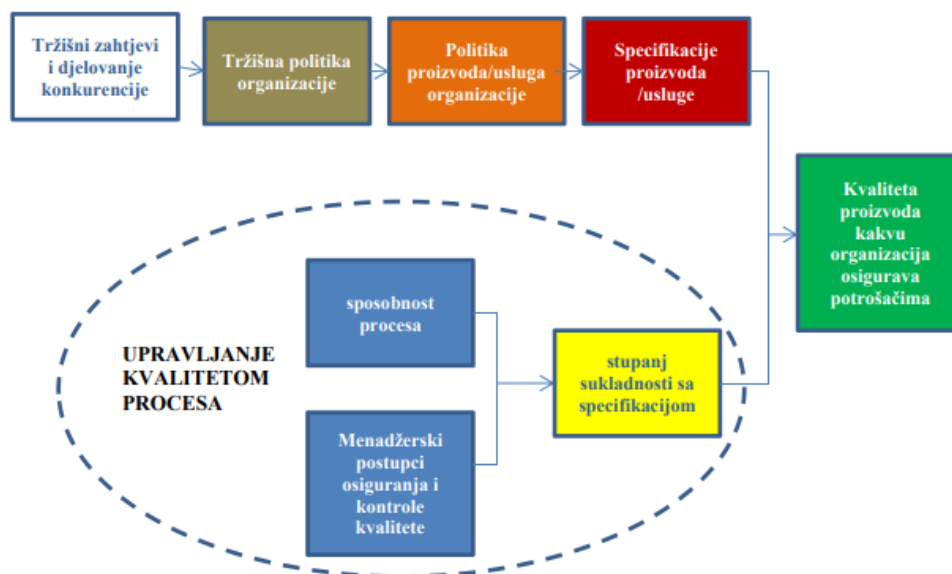 Tržišni zahtjevi
i djelovanje
konkurencije
Tržišna politika
organizacije
Politika
proizvoda/usluga
organizacije
Specifikacije
proizvoda
/usluge
Kvaliteta
proizvoda
kakvu
organizacija
osigurava
potrošačima
sposobnost
procesa
UPRAVLJANJE
KVALITETOM
PROCESA
stupanj
sukladnosti sa
specifikacijom
Menadžerski
postupci
osiguranja i
kontrole
kvalitete